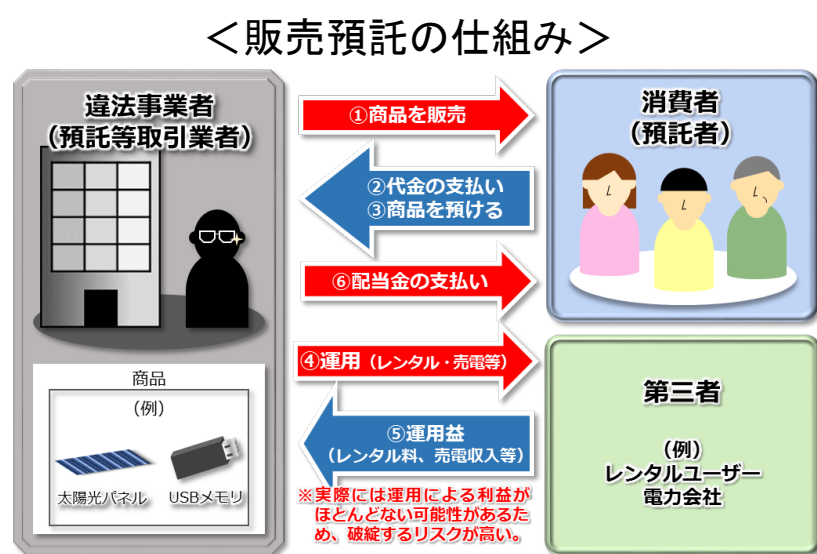 ＜販売預託の仕組み＞
違法事業者
（預託等取引業者）
①商品を販売
消費者
（預託者）
②代金の支払い
③商品を預ける
⑥配当金の支払い
④運用（レンタル・売電等）
⑤運用益
（レンタル料、売電収入等）
※実際には運用による利益が
ほとんどない可能性があるた
め、破綻するリスクが高い。
商品
（例）
太陽光パネル
USBメモリ
第三者
（例）
レンタルユーザー
電力会社